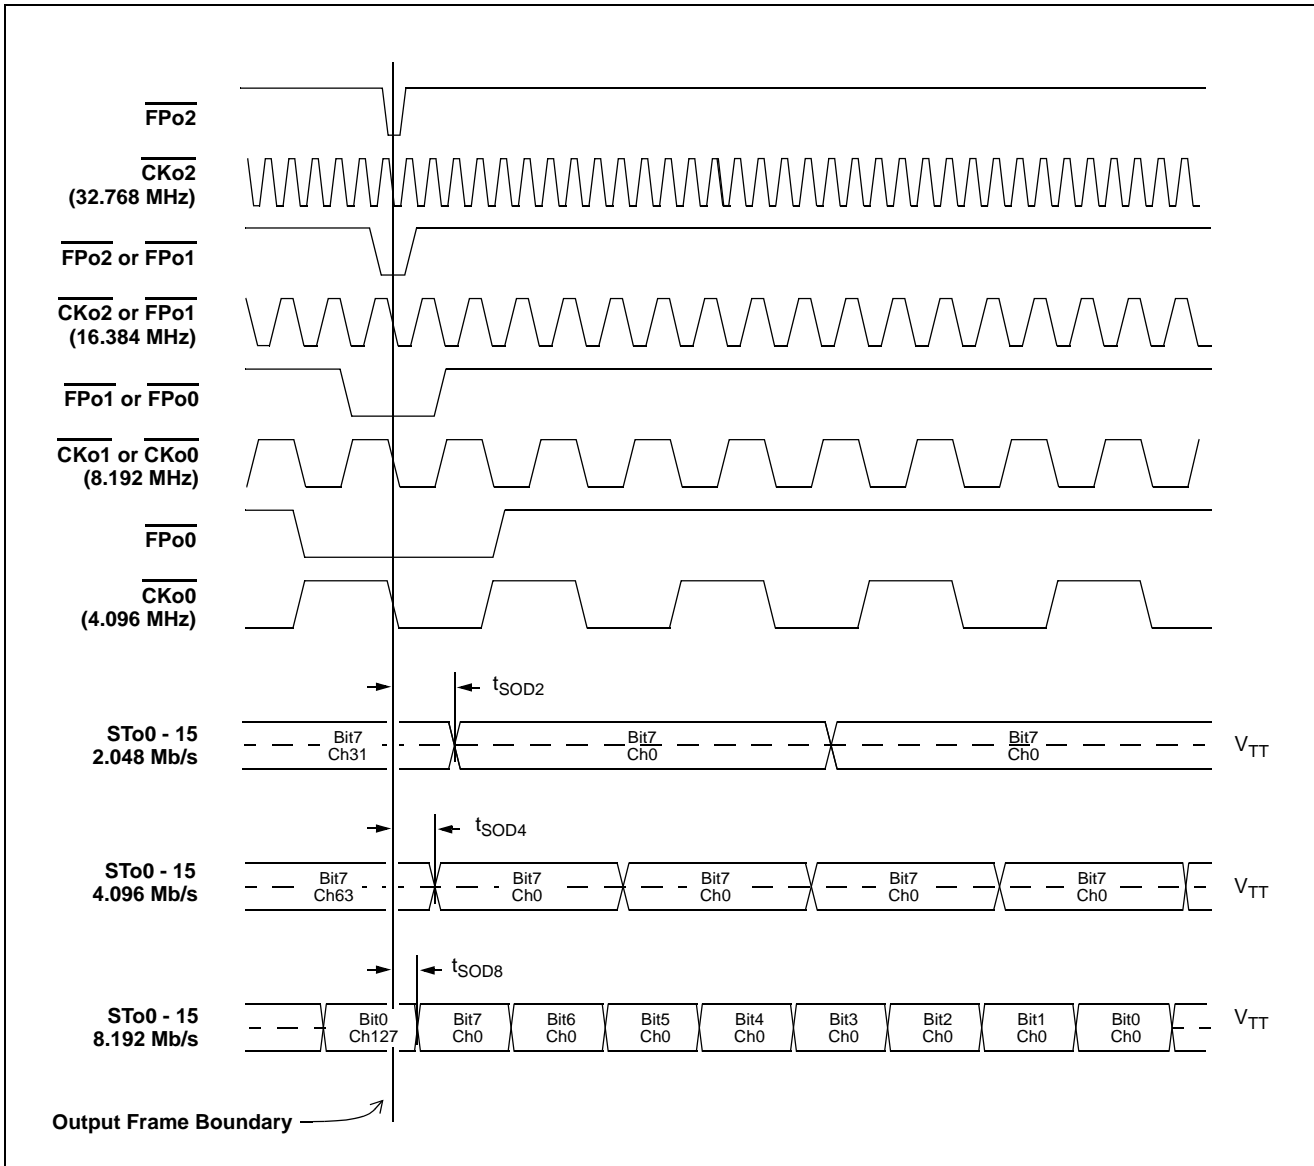 FPo2
CKo2
(32.768 MHz)
FPo2 or FPo1
CKo2 or FPo1
(16.384 MHz)
FPo1 or FPo0
CKo1 or CKo0
(8.192 MHz)
FPo0
CKo0
(4.096 MHz)
tSOD2
STo0 - 15
2.048 Mb/s
Bit7
Ch31
Bit7
Ch0
Bit7
Ch0
VTT
tSOD4
STo0 - 15
4.096 Mb/s
Bit7
Ch63
Bit7
Ch0
Bit7
Ch0
Bit7
Ch0
Bit7
Ch0
VTT
tSOD8
STo0 - 15
8.192 Mb/s
Bit0
Ch127
Bit7
Ch0
Bit6
Ch0
Bit5
Ch0
Bit4
Ch0
Bit3
Ch0
Bit2
Ch0
Bit1
Ch0
Bit0
Ch0
VTT
Output Frame Boundary